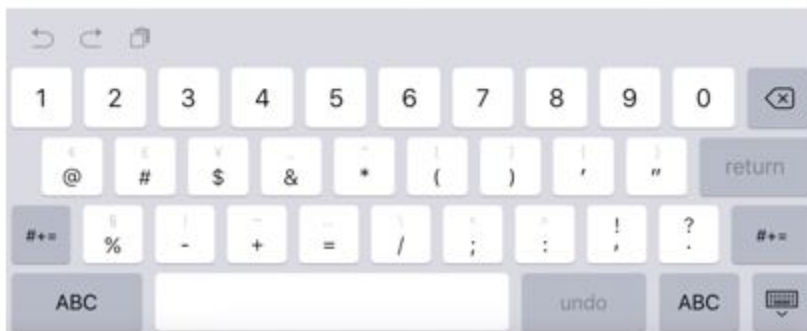 1 2 3 4 5 6 7 8 9 0
@ # $ & * ( ) ' "
#+= % - + = / ; : ! , ? . #+=
return
ABC undo ABC